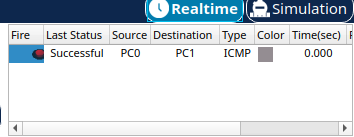 Realtime Simulation
Fire Last Status Source Destination Type Color Time(sec)
Successful PC0 PC1 ICMP 0.000